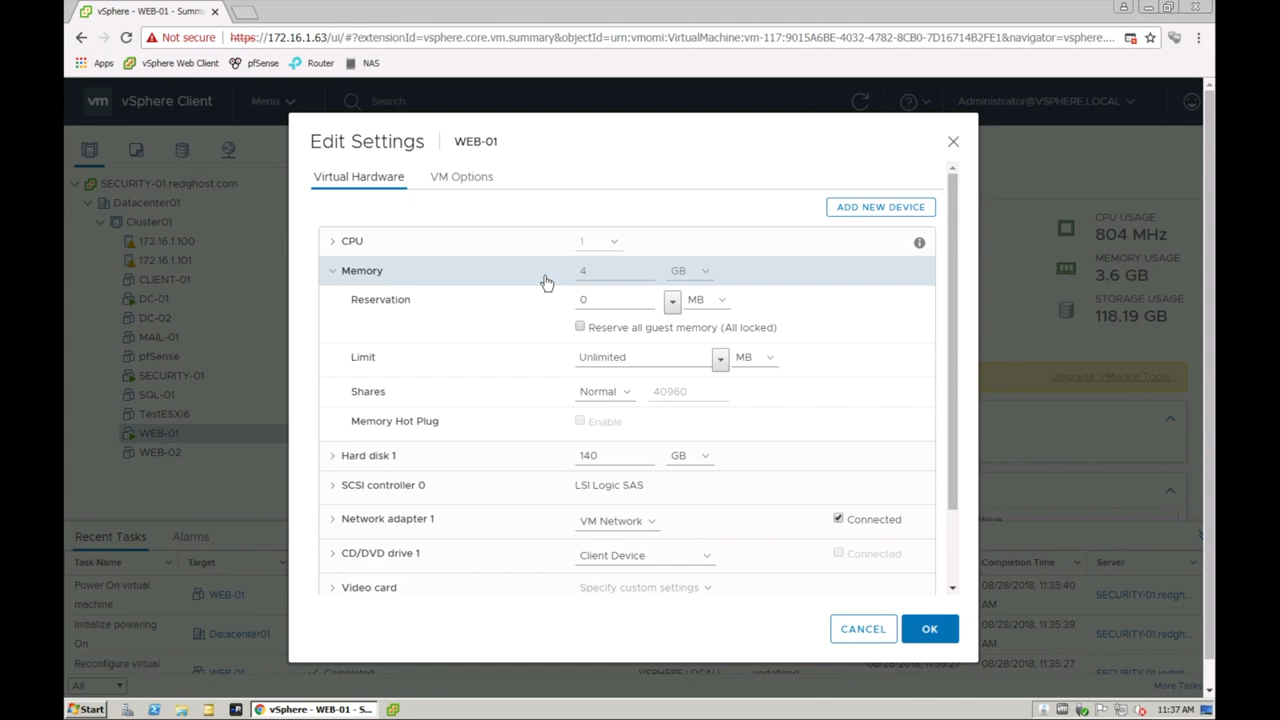 vSphere - WEB-01 - Summ
Not secure https://172.16.1.63/ui/#?extensionId=vsphere.core.vm.summary&objectId=urn:vmomi:VirtualMachine:vm-117:9015A6BE-4032-4782-8CB0-7D16714B2FE1&navigator=vsphere....
Apps vSphere Web Client pfSense Router NAS
vm vSphere Client Menu Search Administrator@VSPHERE.LOCAL
SECURITY-01.redghost.com
Datacenter01
Cluster01
172.16.1.100
172.16.1.101
CLIENT-01
DC-01
DC-02
MAIL-01
pfSense
SECURITY-01
SQL-01
TestESXi6
WEB-01
WEB-02
Edit Settings WEB-01
Virtual Hardware VM Options
ADD NEW DEVICE
CPU 1
Memory 4 GB
Reservation 0 MB
Reserve all guest memory (All locked)
Limit Unlimited MB
Shares Normal 40960
Memory Hot Plug Enable
Hard disk 1 140 GB
SCSI controller 0 LSI Logic SAS
Network adapter 1 VM Network Connected
CD/DVD drive 1 Client Device Connected
Video card Specify custom settings
CANCEL OK
CPU USAGE
804 MHz
MEMORY USAGE
3.6 GB
STORAGE USAGE
118.19 GB
Upgrade VMware Tools...
Value
Recent Tasks Alarms
Task Name Target Completion Time Server
Power On virtual machine WEB-01 08/28/2018, 11:35:40 AM SECURITY-01.redgh...
Initialize powering On Datacenter01 08/28/2018, 11:35:39 AM SECURITY-01.redgh...
Reconfigure virtual WEB-01 Completed VSPHERE.LOCAL undefined 08/28/2018, 11:35:27 SECURITY-01.redgh...
All More Tasks
Start vSphere - WEB-01 - S... 11:37 AM